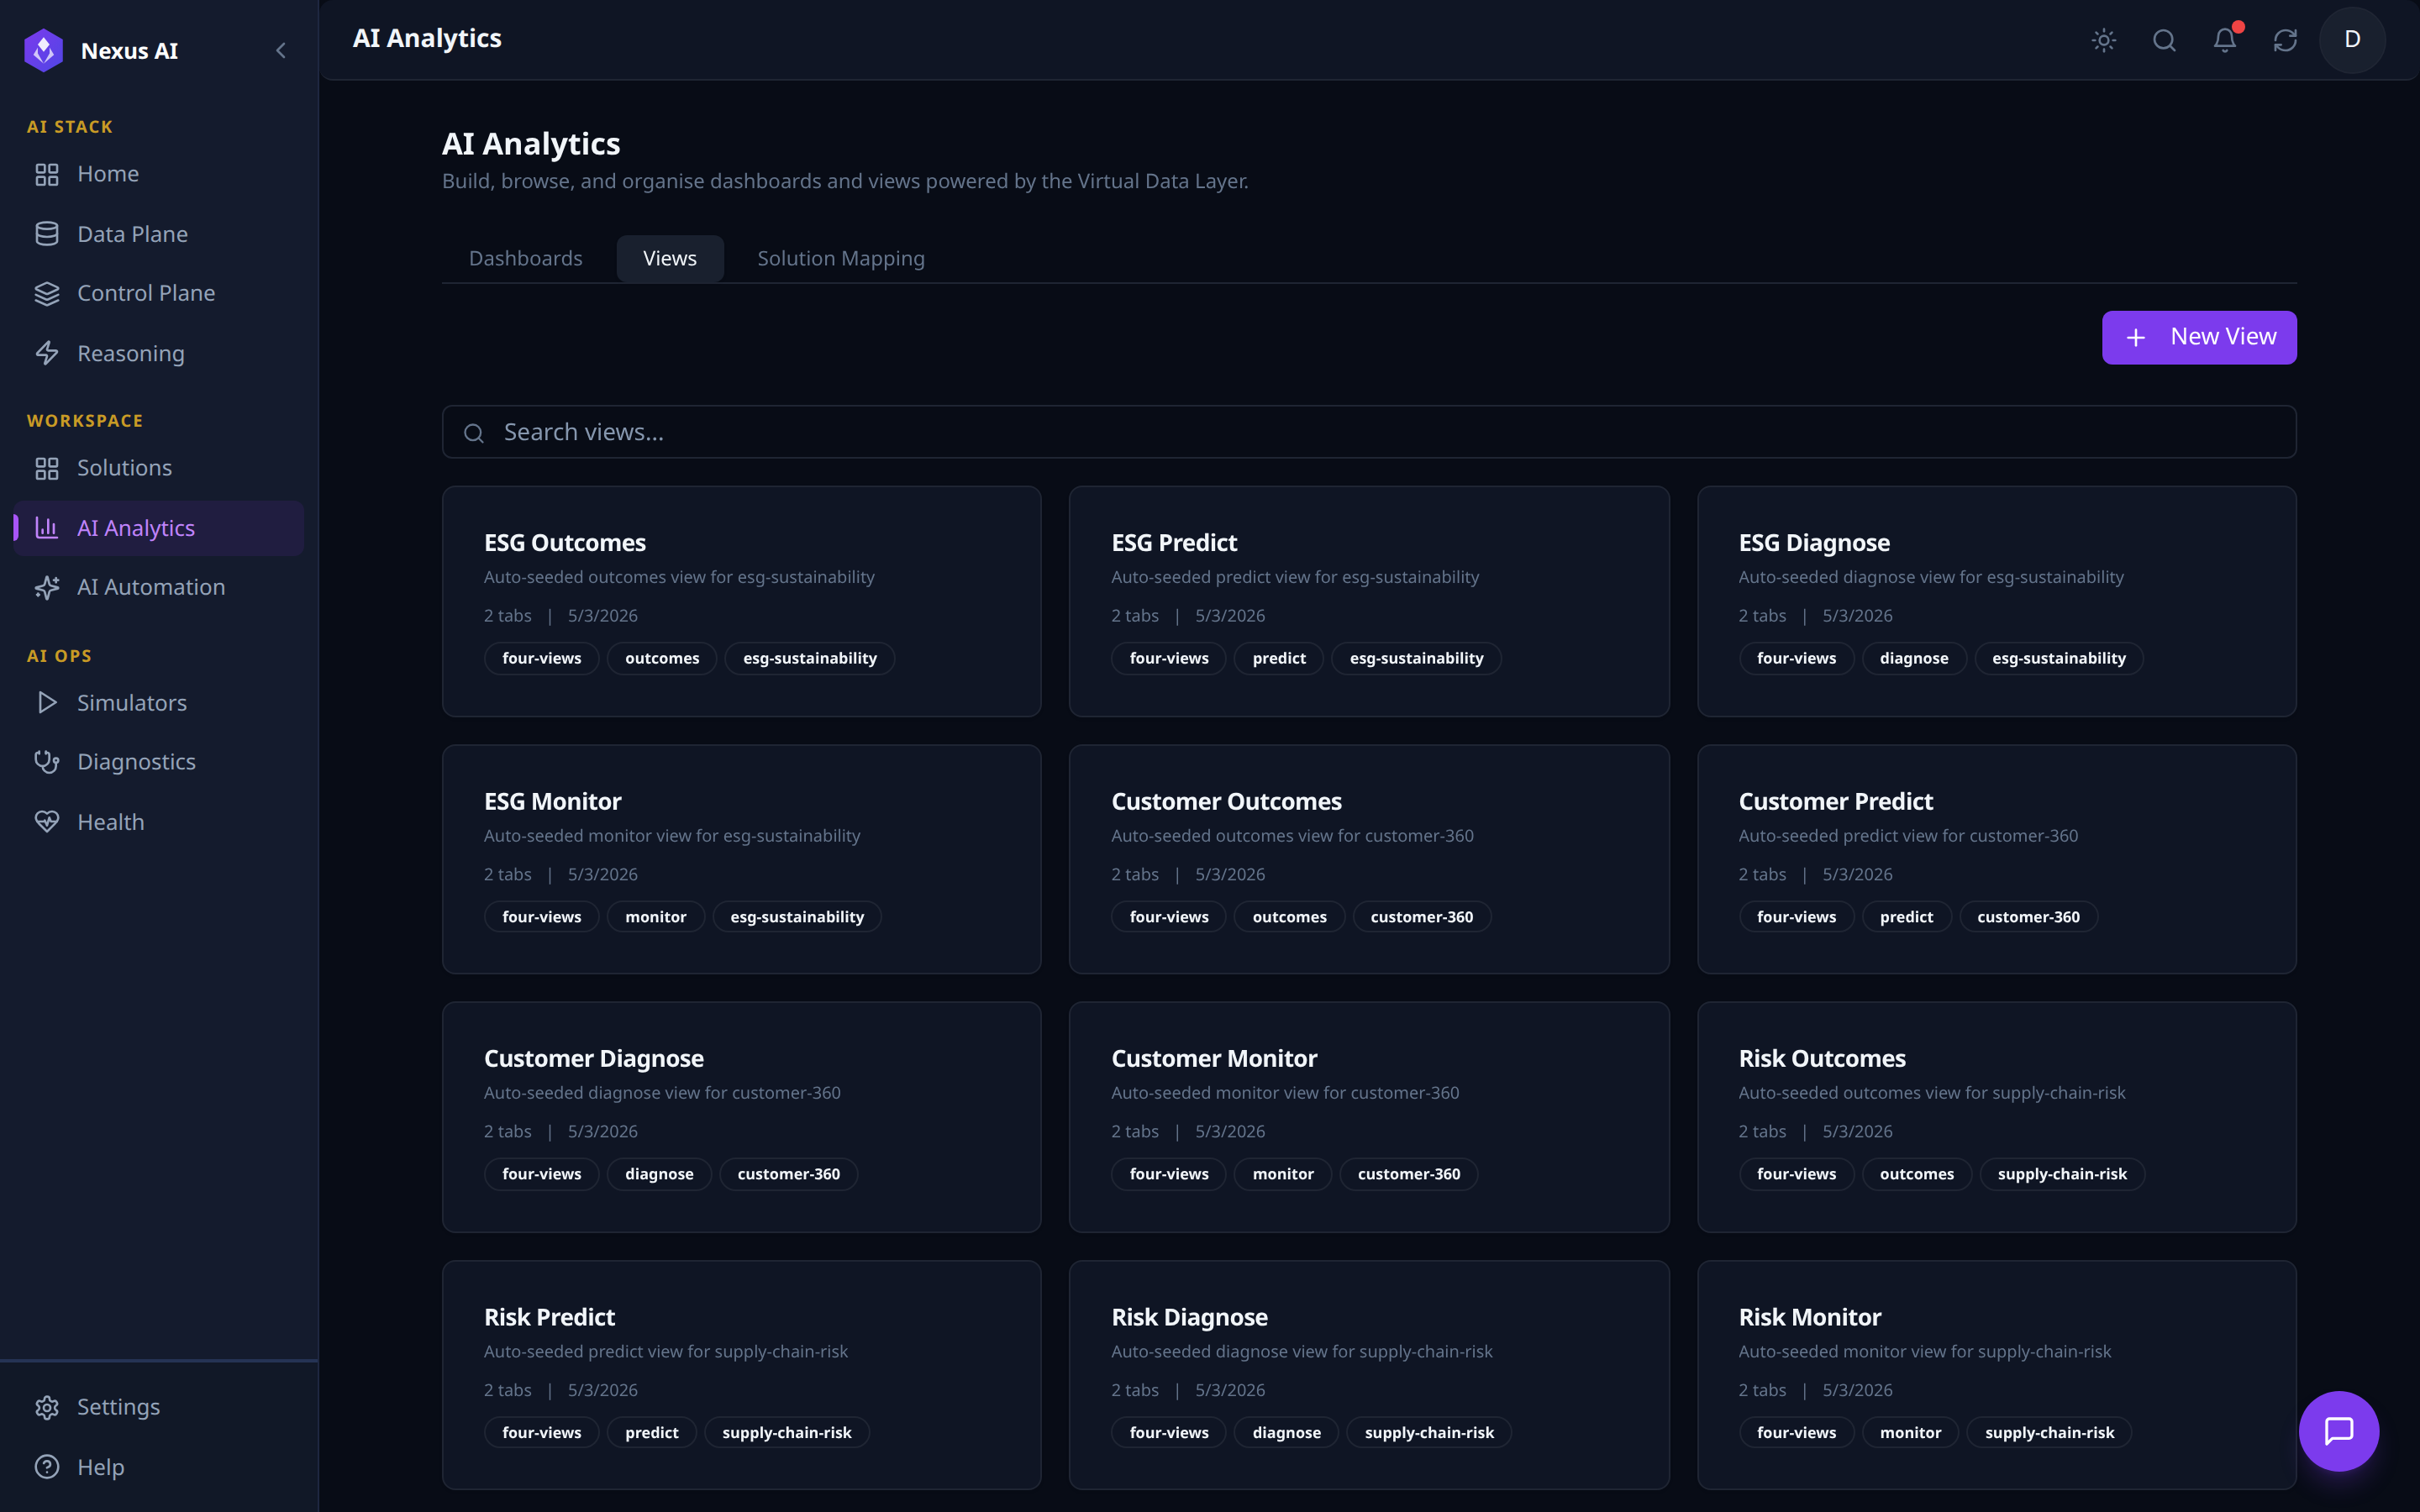 Nexus AI
AI STACK
Home
Data Plane
Control Plane
Reasoning
WORKSPACE
Solutions
AI Analytics
AI Automation
AI OPS
Simulators
Diagnostics
Health
Settings
Help
AI Analytics
D
AI Analytics
Build, browse, and organise dashboards and views powered by the Virtual Data Layer.
Dashboards Views Solution Mapping
New View
Search views...
ESG Outcomes
Auto-seeded outcomes view for esg-sustainability
2 tabs | 5/3/2026
four-views outcomes esg-sustainability
ESG Predict
Auto-seeded predict view for esg-sustainability
2 tabs | 5/3/2026
four-views predict esg-sustainability
ESG Diagnose
Auto-seeded diagnose view for esg-sustainability
2 tabs | 5/3/2026
four-views diagnose esg-sustainability
ESG Monitor
Auto-seeded monitor view for esg-sustainability
2 tabs | 5/3/2026
four-views monitor esg-sustainability
Customer Outcomes
Auto-seeded outcomes view for customer-360
2 tabs | 5/3/2026
four-views outcomes customer-360
Customer Predict
Auto-seeded predict view for customer-360
2 tabs | 5/3/2026
four-views predict customer-360
Customer Diagnose
Auto-seeded diagnose view for customer-360
2 tabs | 5/3/2026
four-views diagnose customer-360
Customer Monitor
Auto-seeded monitor view for customer-360
2 tabs | 5/3/2026
four-views monitor customer-360
Risk Outcomes
Auto-seeded outcomes view for supply-chain-risk
2 tabs | 5/3/2026
four-views outcomes supply-chain-risk
Risk Predict
Auto-seeded predict view for supply-chain-risk
2 tabs | 5/3/2026
four-views predict supply-chain-risk
Risk Diagnose
Auto-seeded diagnose view for supply-chain-risk
2 tabs | 5/3/2026
four-views diagnose supply-chain-risk
Risk Monitor
Auto-seeded monitor view for supply-chain-risk
2 tabs | 5/3/2026
four-views monitor supply-chain-risk